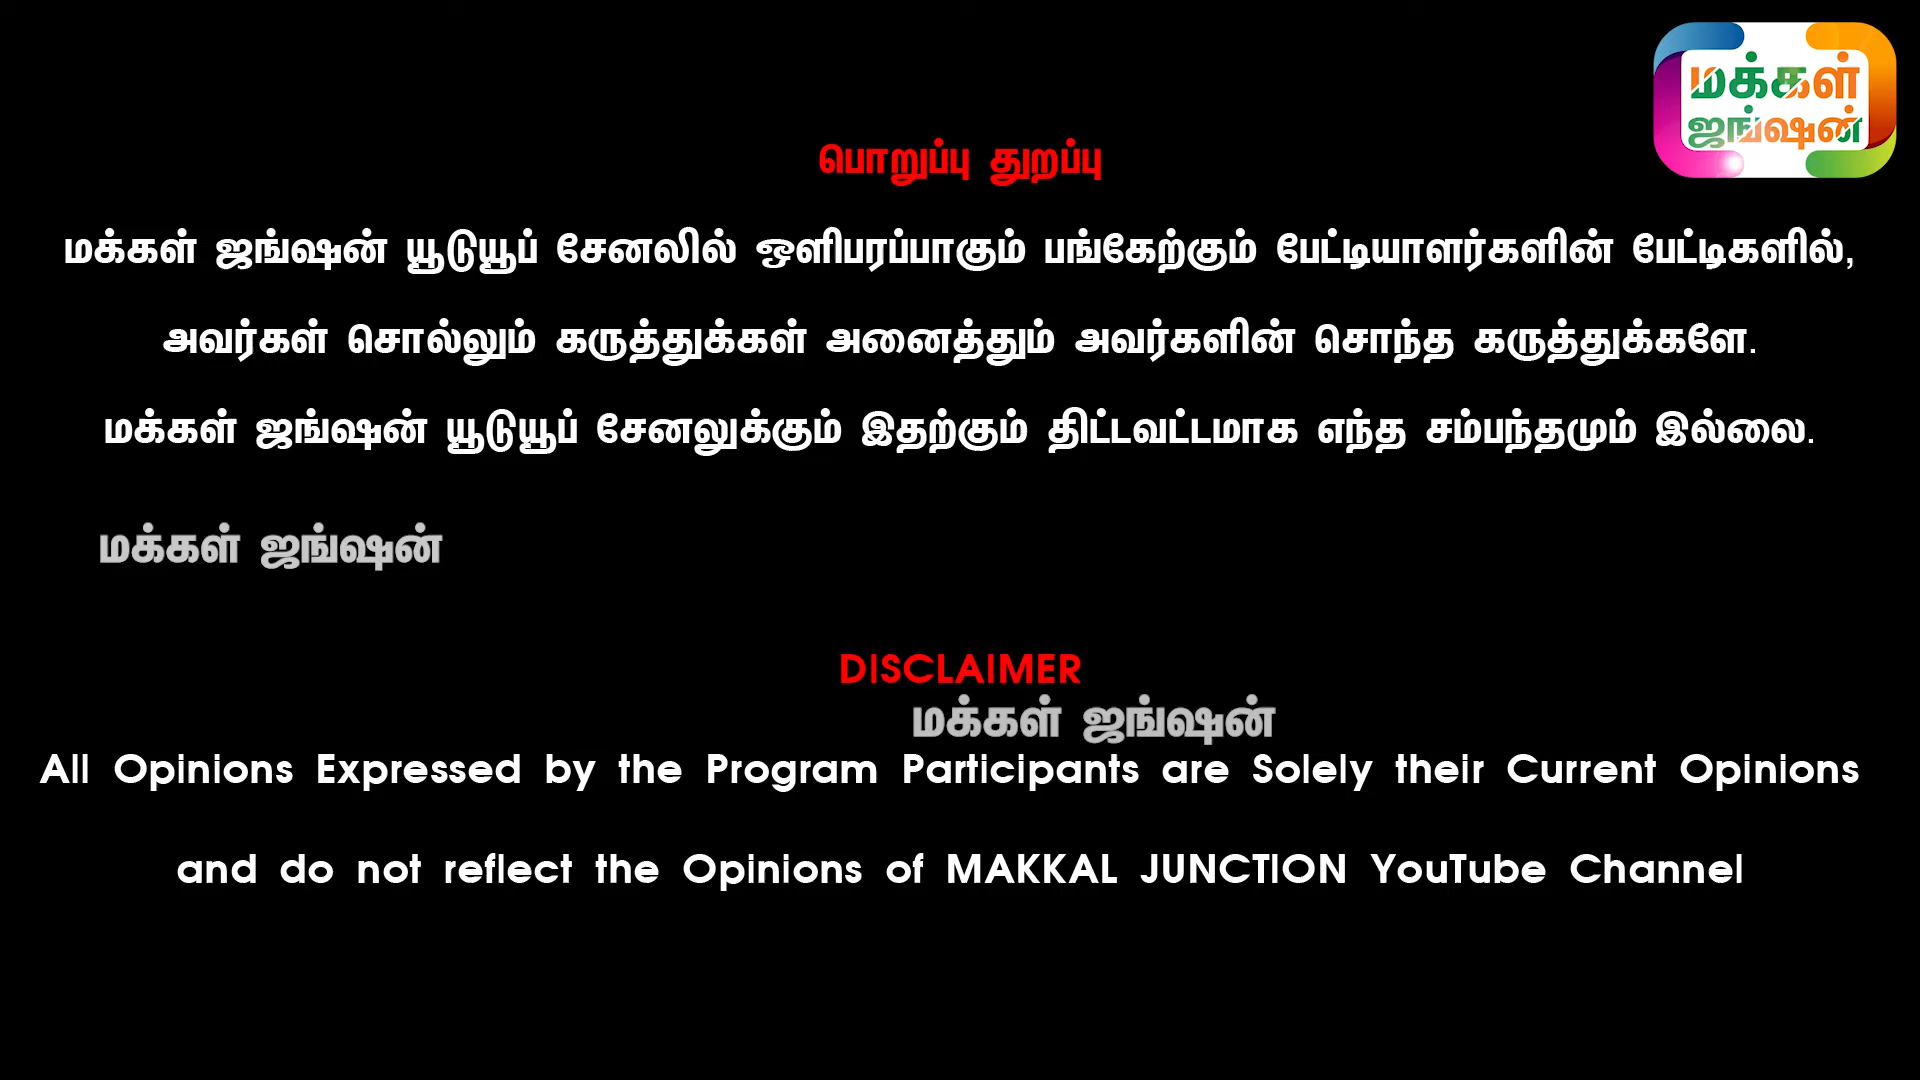 மக்கள்
ஜங்ஷன்
பொறுப்பு துறப்பு
மக்கள் ஜங்ஷன் யூடுயூப் சேனலில் ஒளிபரப்பாகும் பங்கேற்கும் பேட்டியாளர்களின் பேட்டிகளில்,
அவர்கள் சொல்லும் கருத்துக்கள் அனைத்தும் அவர்களின் சொந்த கருத்துக்களே.
மக்கள் ஜங்ஷன் யூடுயூப் சேனலுக்கும் இதற்கும் திட்டவட்டமாக எந்த சம்பந்தமும் இல்லை.
மக்கள் ஜங்ஷன்
DISCLAIMER
மக்கள் ஜங்ஷன்
All Opinions Expressed by the Program Participants are Solely their Current Opinions
and do not reflect the Opinions of MAKKAL JUNCTION YouTube Channel